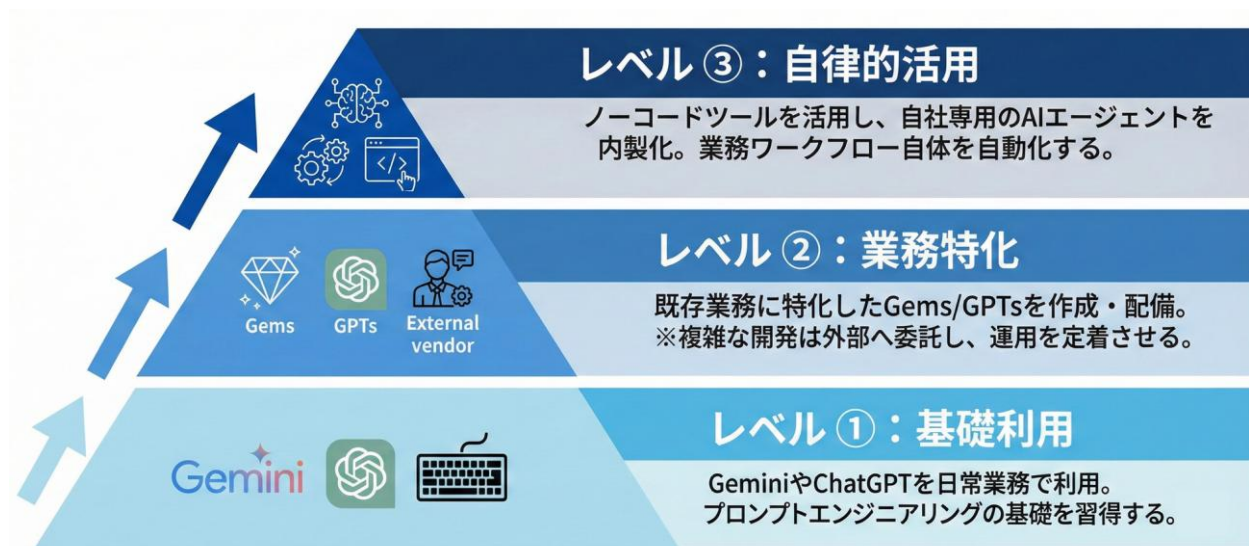 レベル ③：自律的活用
ノーコードツールを活用し、自社専用のAIエージェントを
内製化。業務ワークフロー自体を自動化する。
</>
レベル ②：業務特化
既存業務に特化したGems/GPTsを作成・配備。
※複雑な開発は外部へ委託し、運用を定着させる。
Gems
GPTs
External
vendor
レベル ①：基礎利用
GeminiやChatGPTを日常業務で利用。
プロンプトエンジニアリングの基礎を習得する。
Gemini